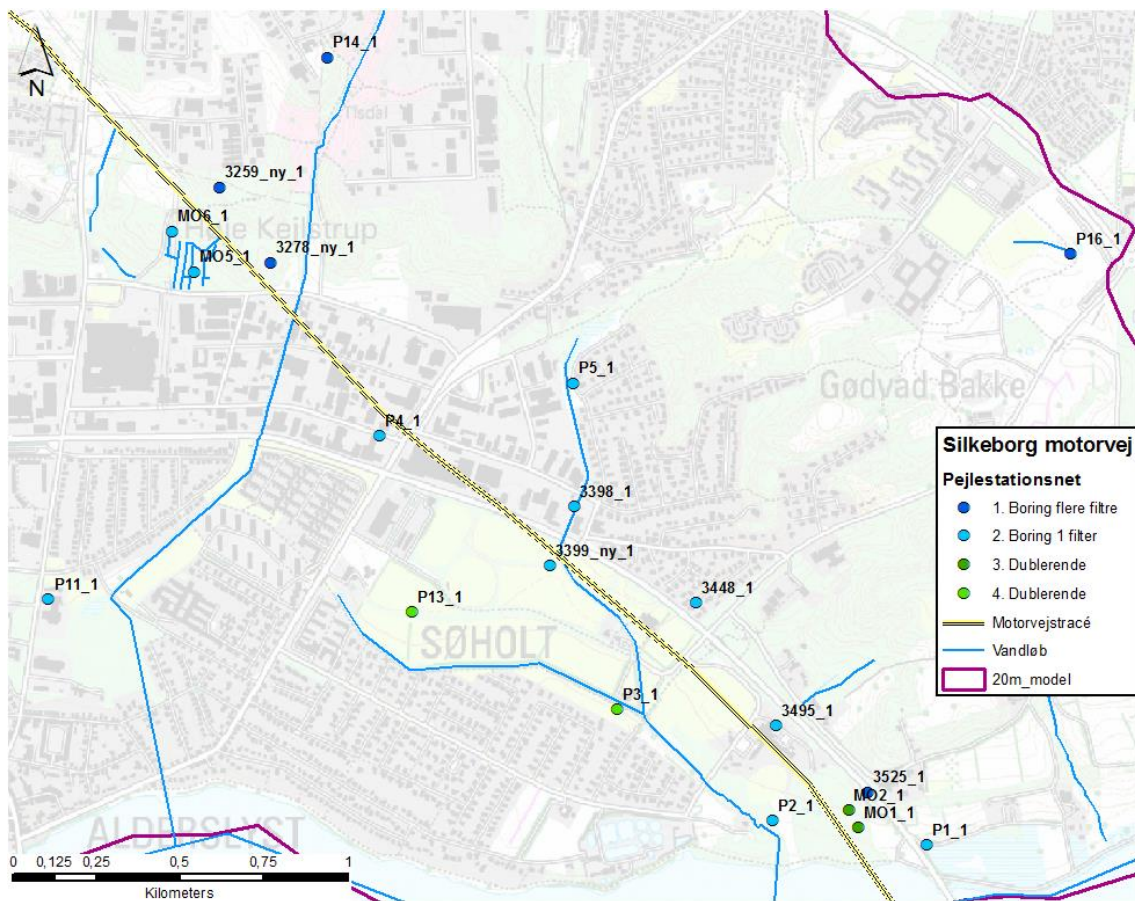 P14_1
N
Tisdal
3259_ny_1
MO6_1
Kejlstrup
P16_1
3278_ny_1
MO5_1
P5_1
Gødvad Bakke
P4_1
Silkeborg motorvej
Pejlestationsnet
1. Boring flere filtre
2. Boring 1 filter
3. Dublerende
4. Dublerende
Motorvejstracé
Vandløb
20m_model
3398_1
3399_ny_1
P11_1
3448_1
P13_1
SØHOLT
P3_1
3495_1
3525_1
MO2_1
P2_1
MO1_1
P1_1
ALDERSLYST
0 0,125 0,25 0,5 0,75 1
Kilometers